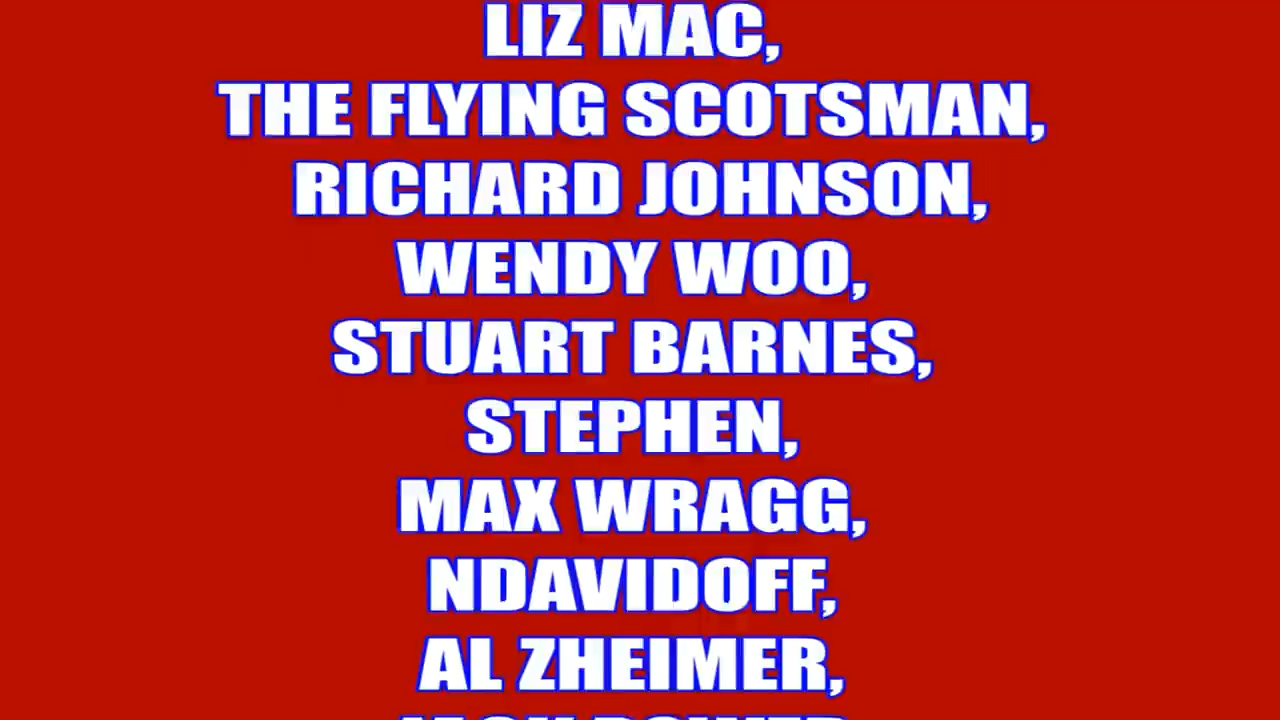 LIZ MAC,
THE FLYING SCOTSMAN,
RICHARD JOHNSON,
WENDY WOO,
STUART BARNES,
STEPHEN,
MAX WRAGG,
NDAVIDOFF,
AL ZHEIMER,